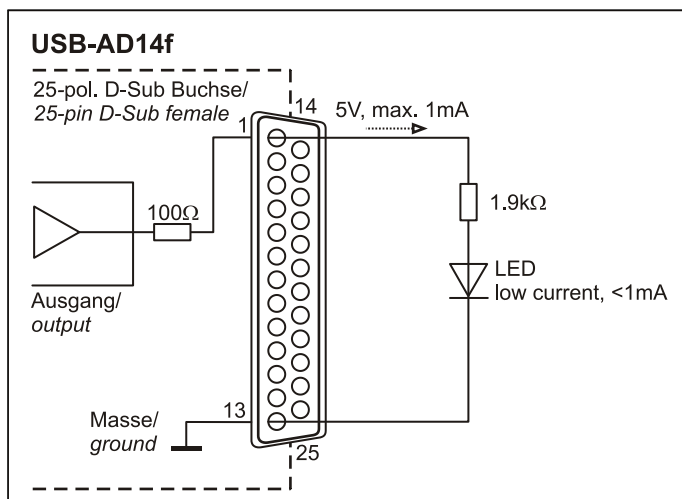 USB-AD14f
25-pol. D-Sub Buchse/
25-pin D-Sub female
1
14
5V, max. 1mA
100Ω
1.9kΩ
LED
low current, <1mA
Ausgang/
output
Masse/
ground
13
25